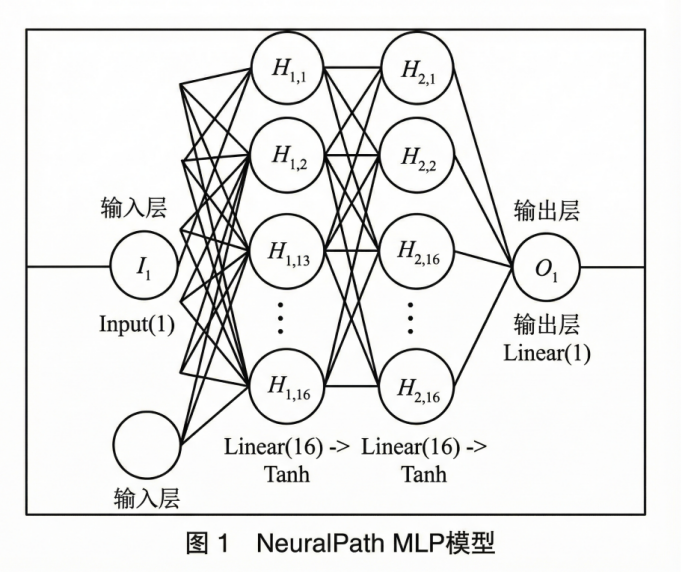 H1,1
H2,1
H1,2
H2,2
输入层
输出层
I1
H1,13
H2,16
O1
Input(1)
输出层
Linear(1)
⋮
⋮
H1,16
H2,16
Linear(16) -> Linear(16) ->
Tanh
Tanh
输入层
图 1 NeuralPath MLP模型